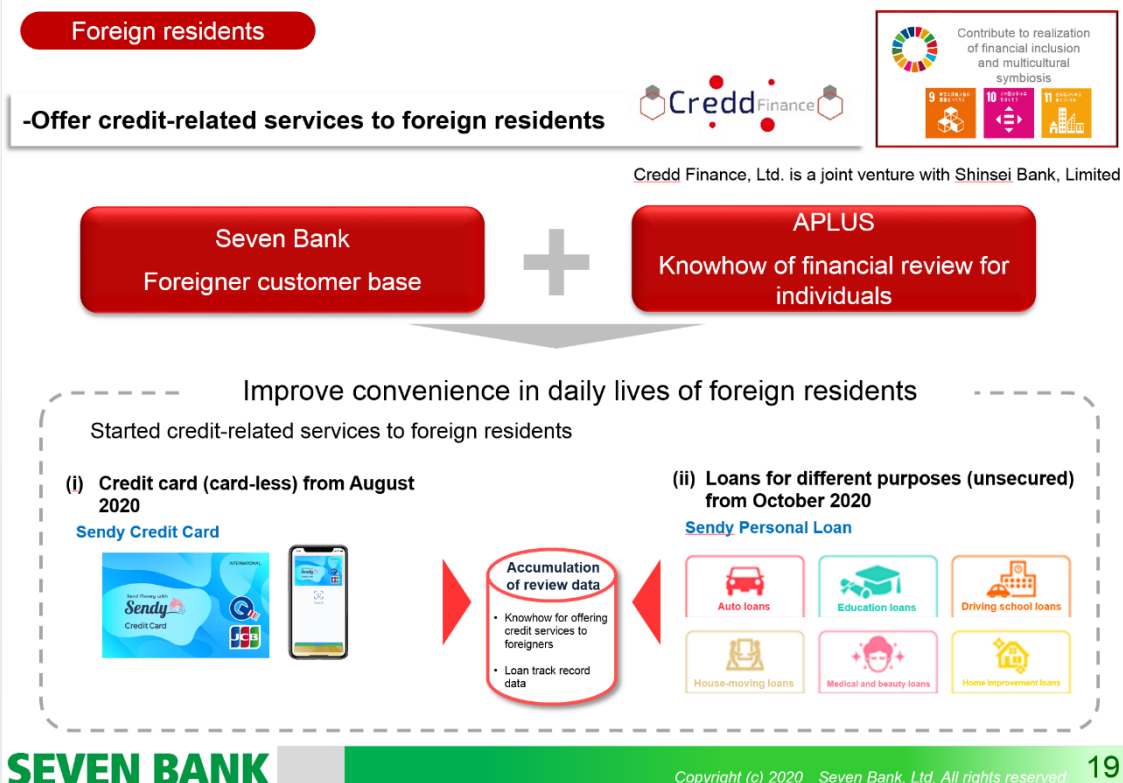 Foreign residents
Contribute to realization
of financial inclusion
and multicultural
symbiosis
-Offer credit-related services to foreign residents
Credd Finance
9
10
11
Credd Finance, Ltd. is a joint venture with Shinsei Bank, Limited
Seven Bank
Foreigner customer base
APLUS
Knowhow of financial review for
individuals
Improve convenience in daily lives of foreign residents
Started credit-related services to foreign residents
(i) Credit card (card-less) from August
2020
Sendy Credit Card
INTERNATIONAL
Send Money with
Sendy
Credit Card
JCB
Accumulation
of review data
• Knowhow for offering
credit services to
foreigners
• Loan track record
data
(ii) Loans for different purposes (unsecured)
from October 2020
Sendy Personal Loan
Auto loans
Education loans
Driving school loans
House-moving loans
Medical and beauty loans
Home improvement loans
SEVEN BANK
Copyright (c) 2020 Seven Bank, Ltd. All rights reserved.
19